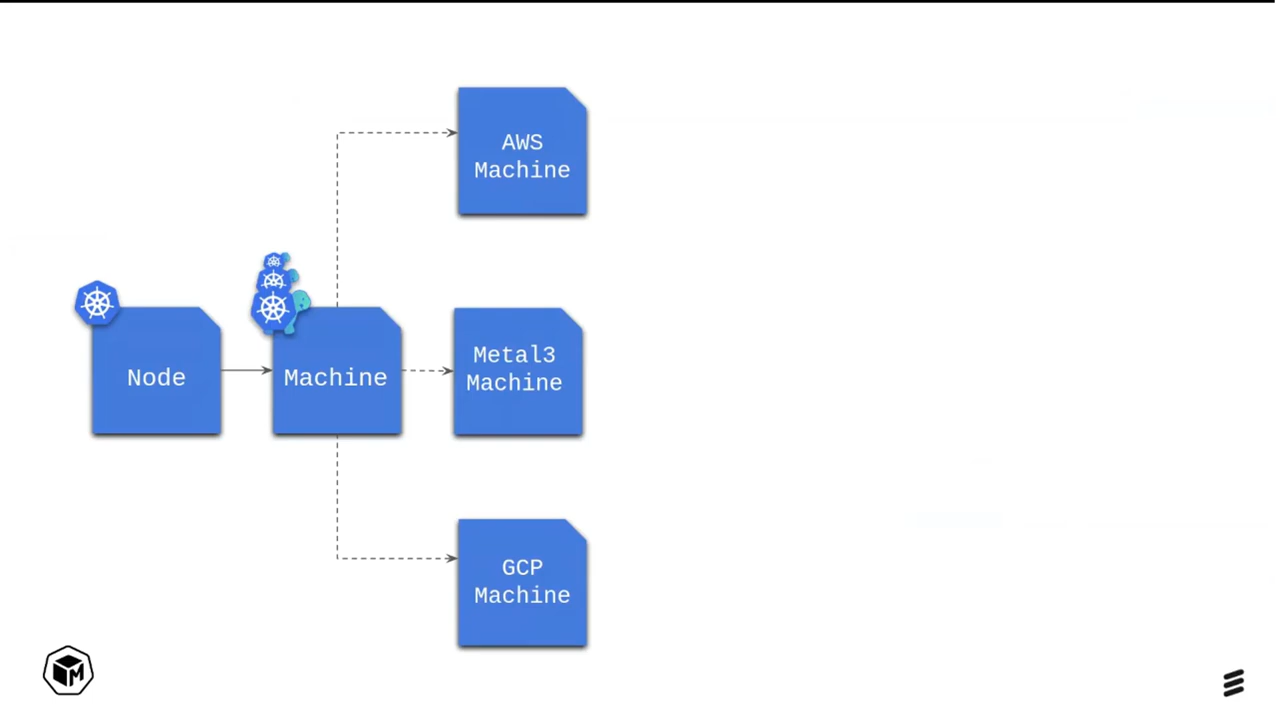 AWS
Machine
Node
Machine
Metal3
Machine
GCP
Machine
M